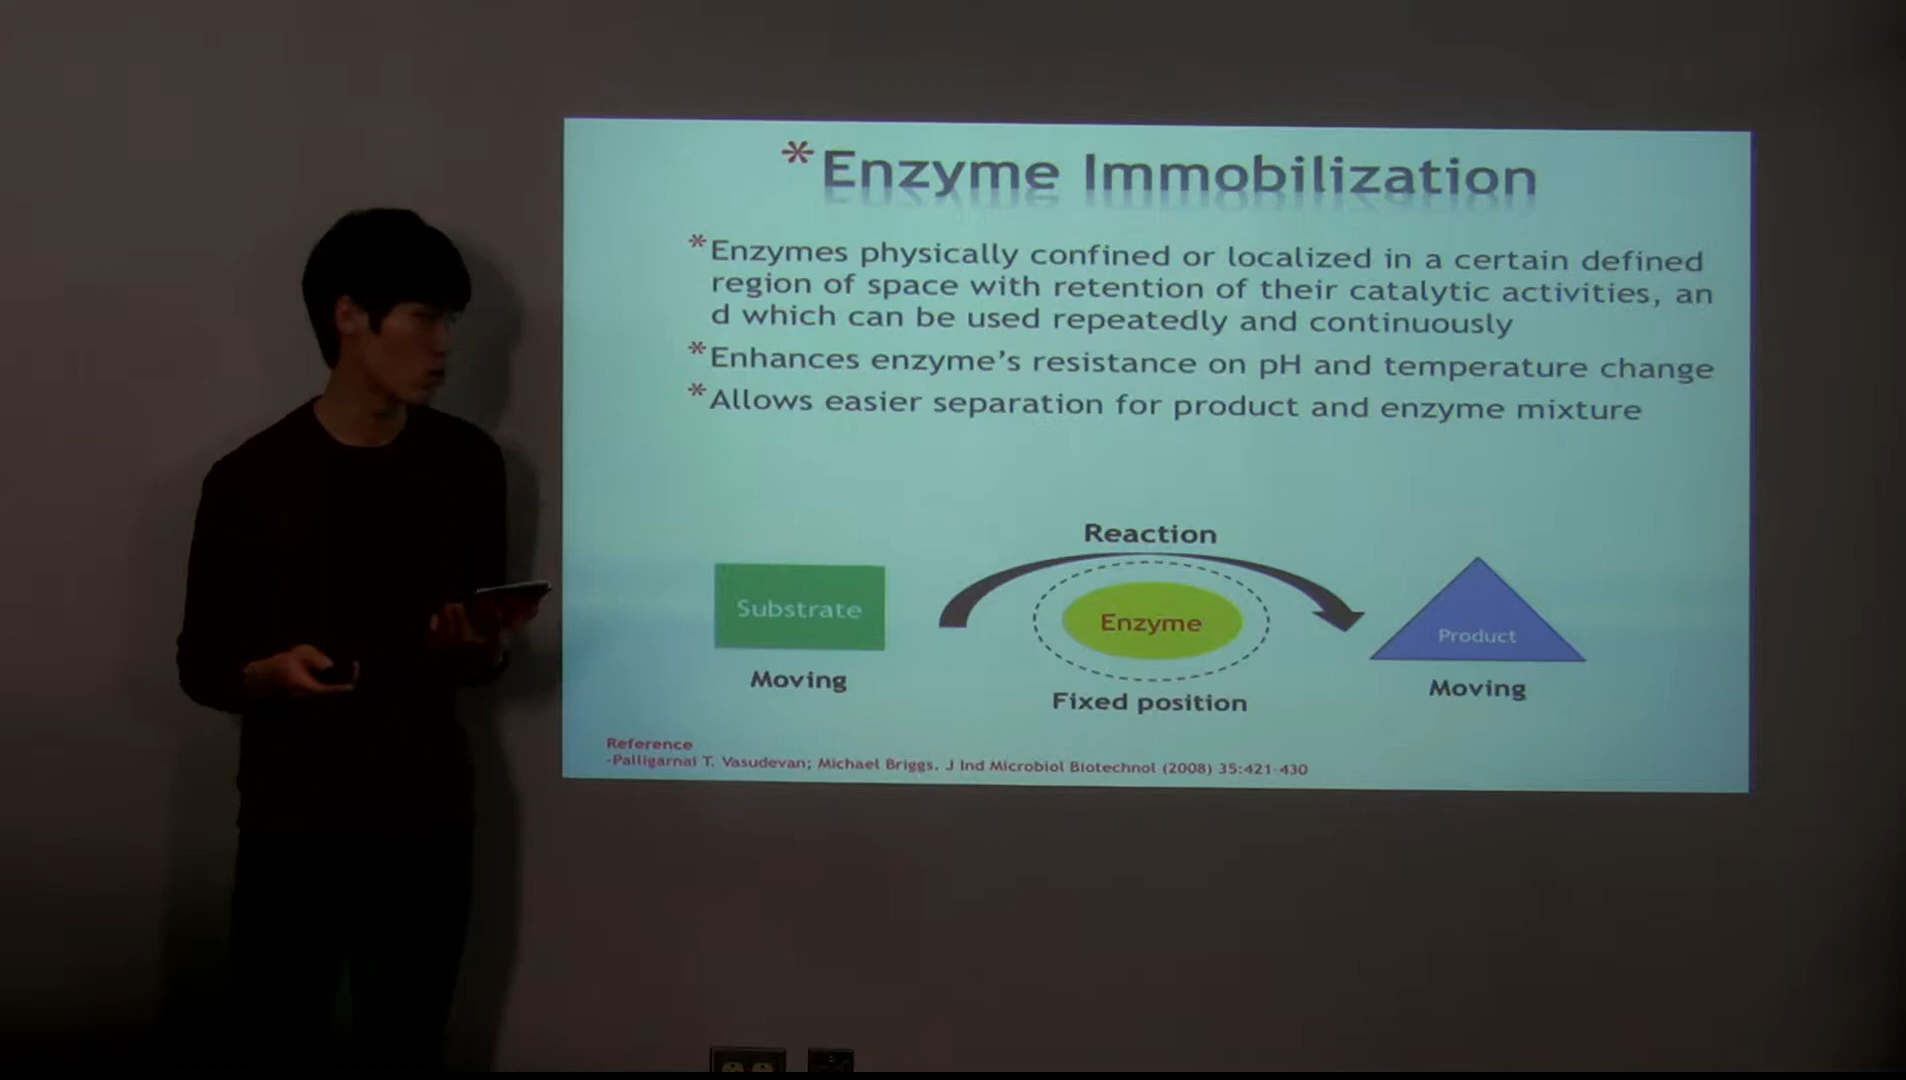 *Enzyme Immobilization
*Enzymes physically confined or localized in a certain defined
region of space with retention of their catalytic activities, an
d which can be used repeatedly and continuously
*Enhances enzyme's resistance on pH and temperature change
*Allows easier separation for product and enzyme mixture
Reaction
Substrate
Enzyme
Product
Moving
Fixed position
Moving
Reference
-Palligarnai T. Vasudevan; Michael Briggs. J Ind Microbiol Biotechnol (2008) 35:421-430